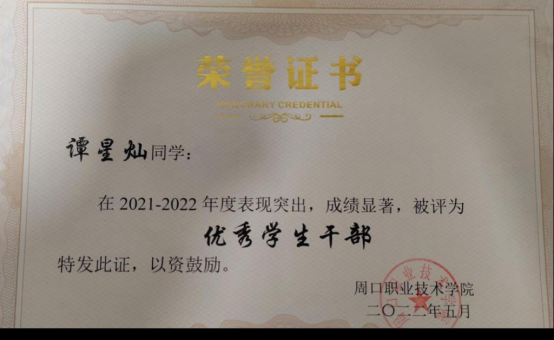 荣誉证书
HONORARY CREDENTIAL
谭星灿同学：
在 2021-2022 年度表现突出，成绩显著，被评为
优秀学生干部
特发此证，以资鼓励。
周口职业技术学院
二〇二二年五月